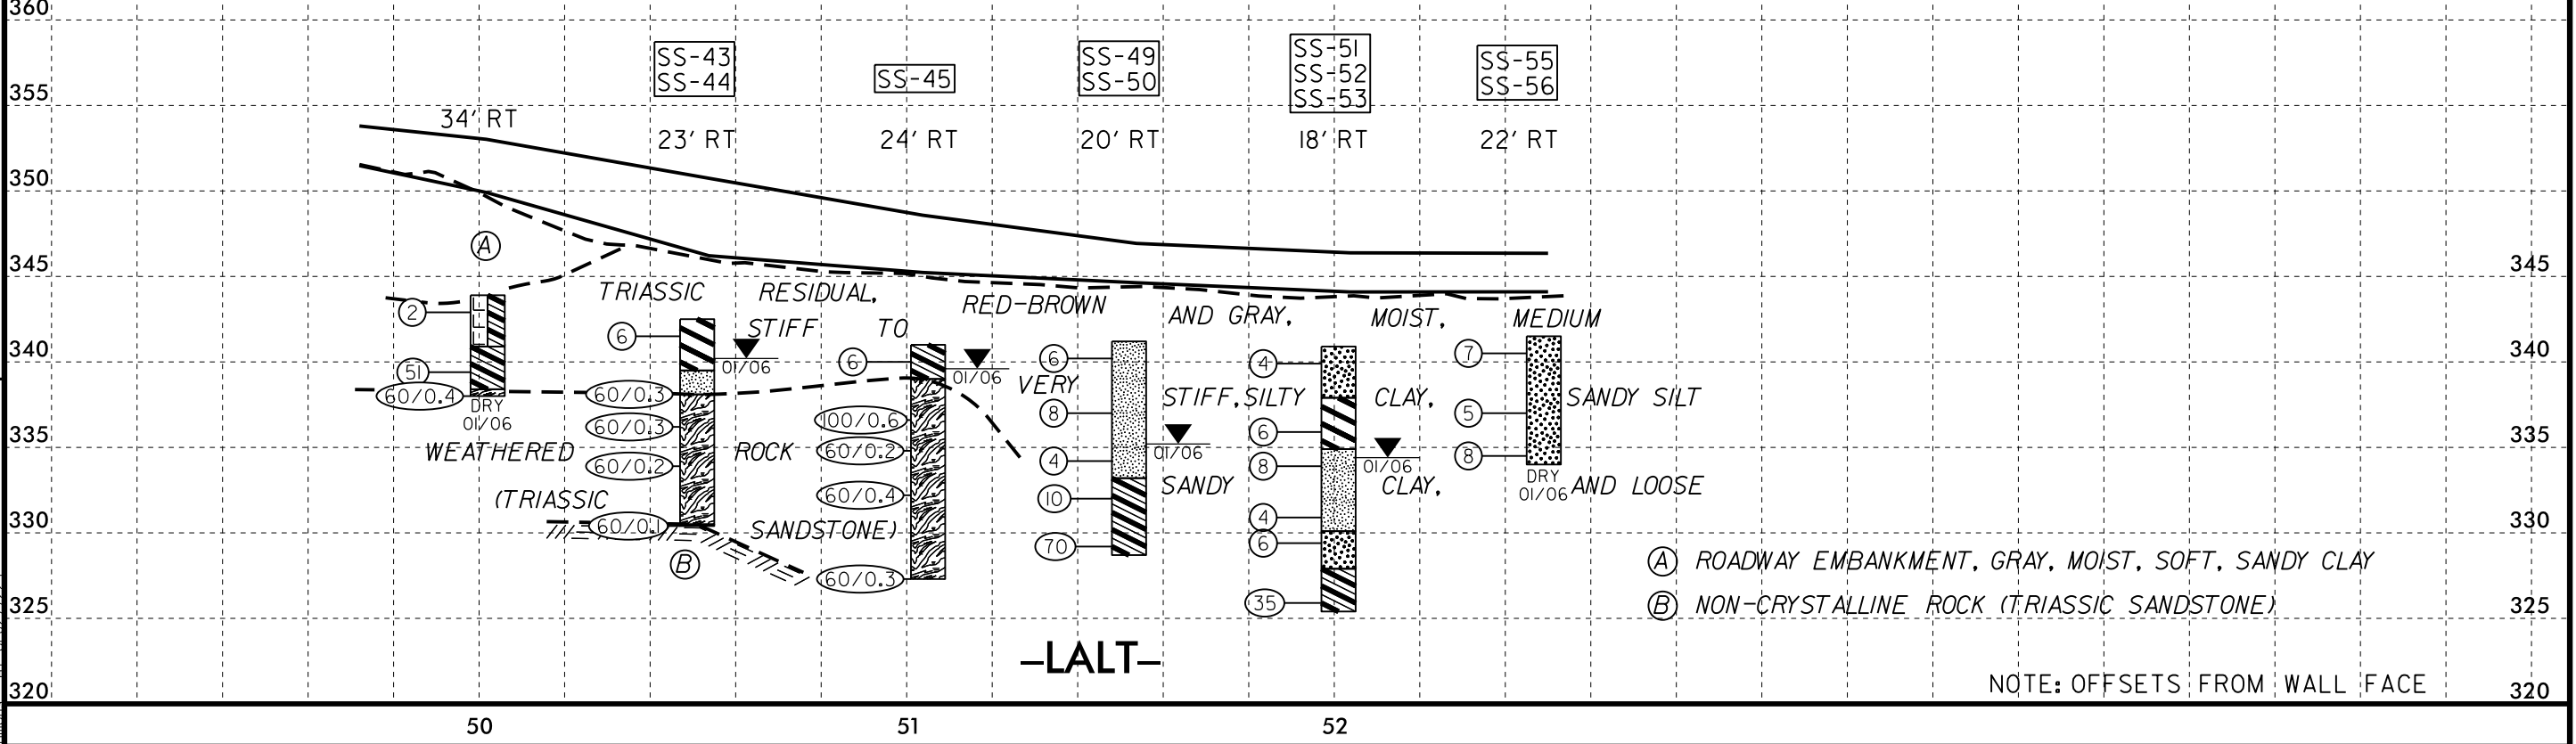 360
SS-43
SS-44
SS-45
SS-49
SS-50
SS-51
SS-52
SS-53
SS-55
SS-56
355
34' RT
23' RT
24' RT
20' RT
18' RT
22' RT
350
A
345
345
TRIASSIC RESIDUAL, RED-BROWN AND GRAY, MOIST, MEDIUM
STIFF TO VERY STIFF, SILTY CLAY, SANDY SILT
SANDY CLAY, AND LOOSE
340
340
2
51
60/0.4
DRY
01/06
6
60/0.3
60/0.3
60/0.2
60/0.1
01/06
6
100/0.6
60/0.2
60/0.4
60/0.3
01/06
6
8
4
10
70
01/06
4
6
8
4
6
35
01/06
7
5
8
DRY
01/06
335
335
WEATHERED ROCK
(TRIASSIC SANDSTONE)
330
330
B
A ROADWAY EMBANKMENT, GRAY, MOIST, SOFT, SANDY CLAY
B NON-CRYSTALLINE ROCK (TRIASSIC SANDSTONE)
325
325
-LALT-
NOTE: OFFSETS FROM WALL FACE
320
320
50
51
52